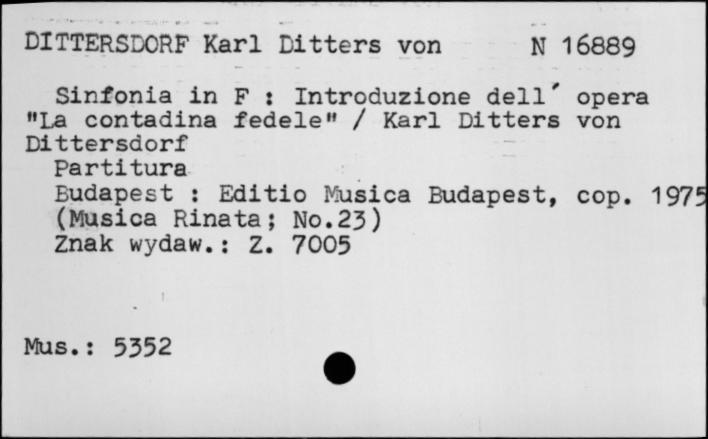 DITTERSDORF Karl Ditters von N 16889
Sinfonia in F : Introduzione dell´ opera
"La contadina fedele" / Karl Ditters von
Dittersdorf
Partitura
Budapest : Editio Musica Budapest, cop. 1975
(Musica Rinata; No.23)
Znak wydaw.: Z. 7005
Mus.: 5352